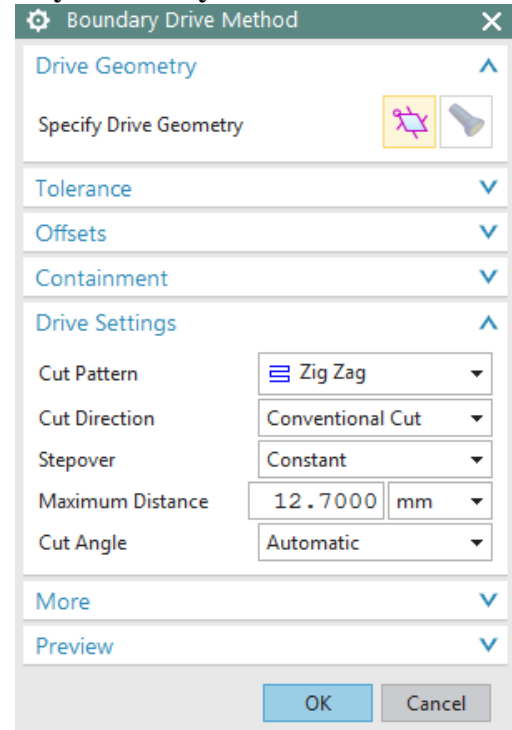 Boundary Drive Method
Drive Geometry
Specify Drive Geometry
Tolerance
Offsets
Containment
Drive Settings
Cut Pattern Zig Zag
Cut Direction Conventional Cut
Stepover Constant
Maximum Distance 12.7000 mm
Cut Angle Automatic
More
Preview
OK Cancel